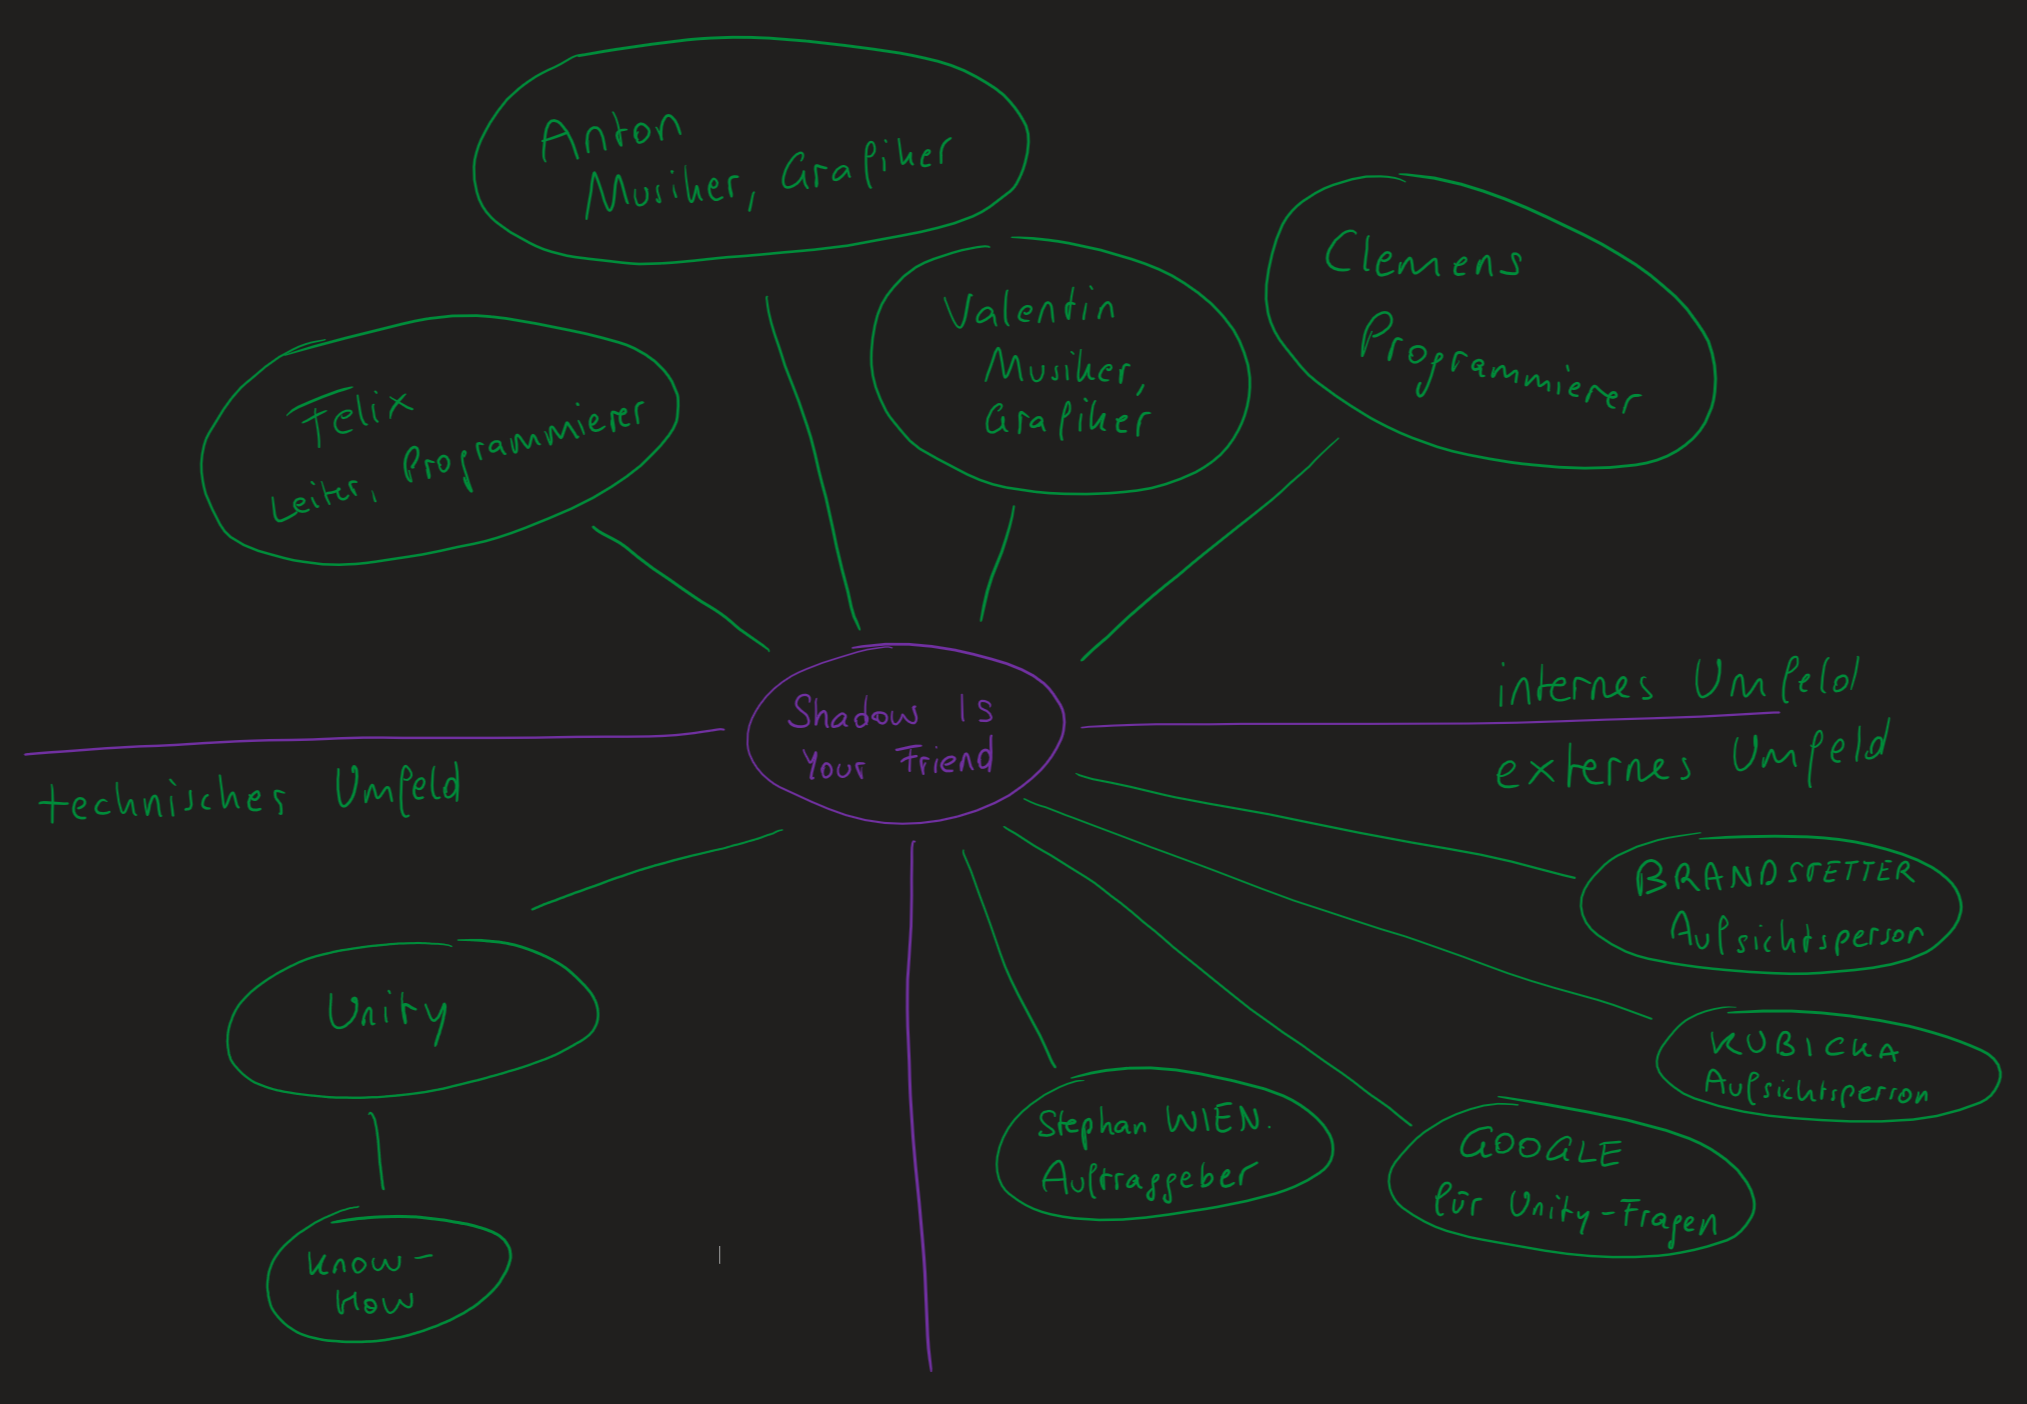 Anton
Musiker, Grafiker
Clemens
Programmierer
Valentin
Musiker,
Grafiker
Felix
Leiter, Programmierer
internes Umfeld
Shadow Is
Your Friend
externes Umfeld
technisches Umfeld
BRANDSTETTER
Aufsichtsperson
Unity
KUBICKA
Aufsichtsperson
Stephan WIEN.
Auftraggeber
GOOGLE
für Unity-Fragen
Know-
How